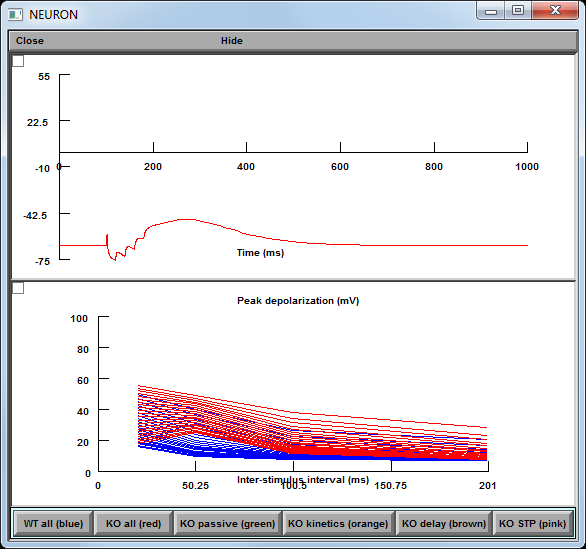 NEURON
Close Hide
55
22.5
-10
0 200 400 600 800 1000
-42.5
-75
Time (ms)
Peak depolarization (mV)
100
80
60
40
20
0
Inter-stimulus interval (ms)
0 50.25 100.5 150.75 201
WT all (blue) KO all (red) KO passive (green) KO kinetics (orange) KO delay (brown) KO STP (pink)